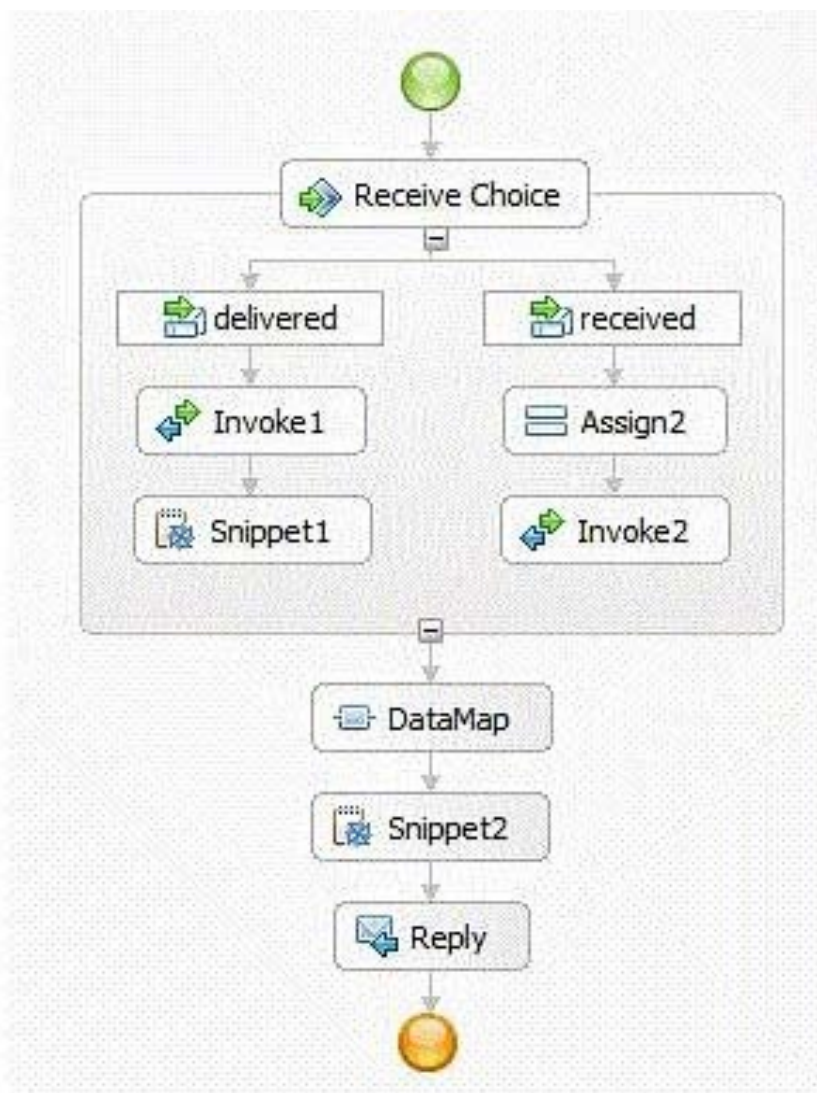 Receive Choice
delivered
received
Invoke1
Assign2
Snippet1
Invoke2
DataMap
Snippet2
Reply